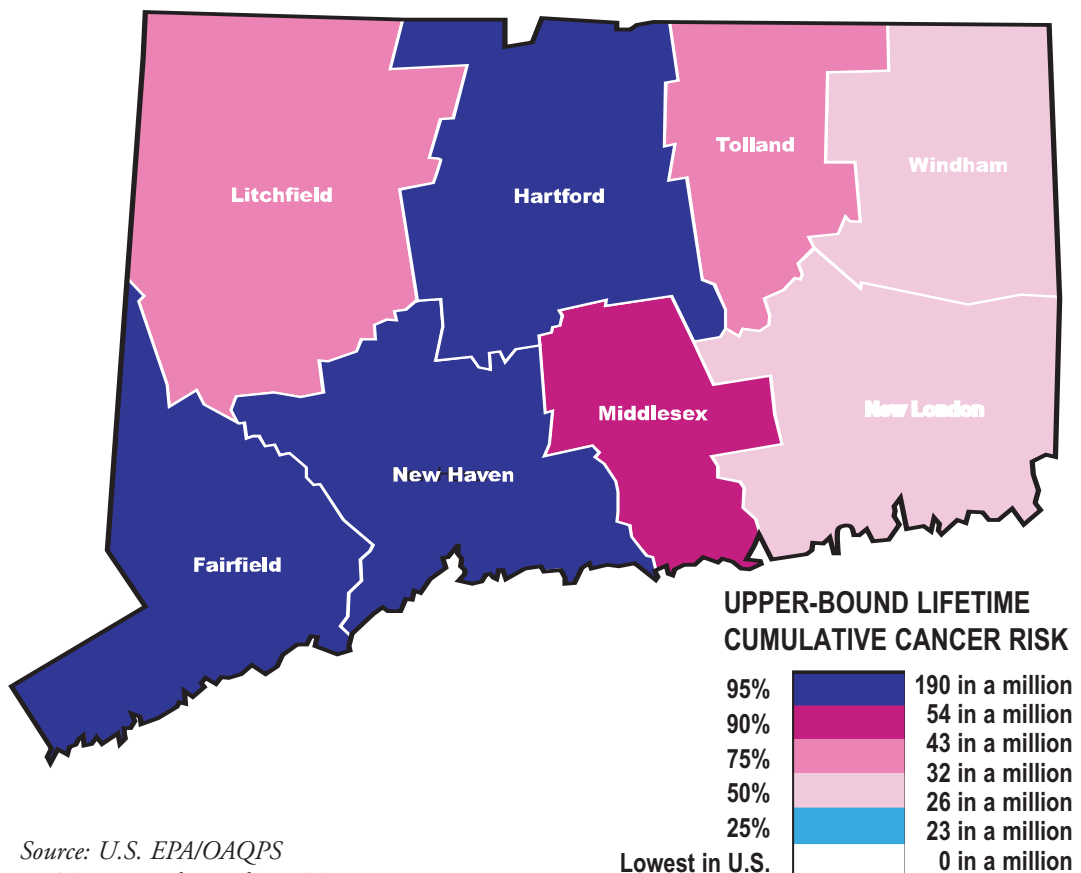 Tolland
Windham
Litchfield
Hartford
New London
Middlesex
New Haven
Fairfield
UPPER-BOUND LIFETIME
CUMULATIVE CANCER RISK
95% 190 in a million
90% 54 in a million
75% 43 in a million
50% 32 in a million
26 in a million
25% 23 in a million
Lowest in U.S. 0 in a million
Source: U.S. EPA/OAQPS